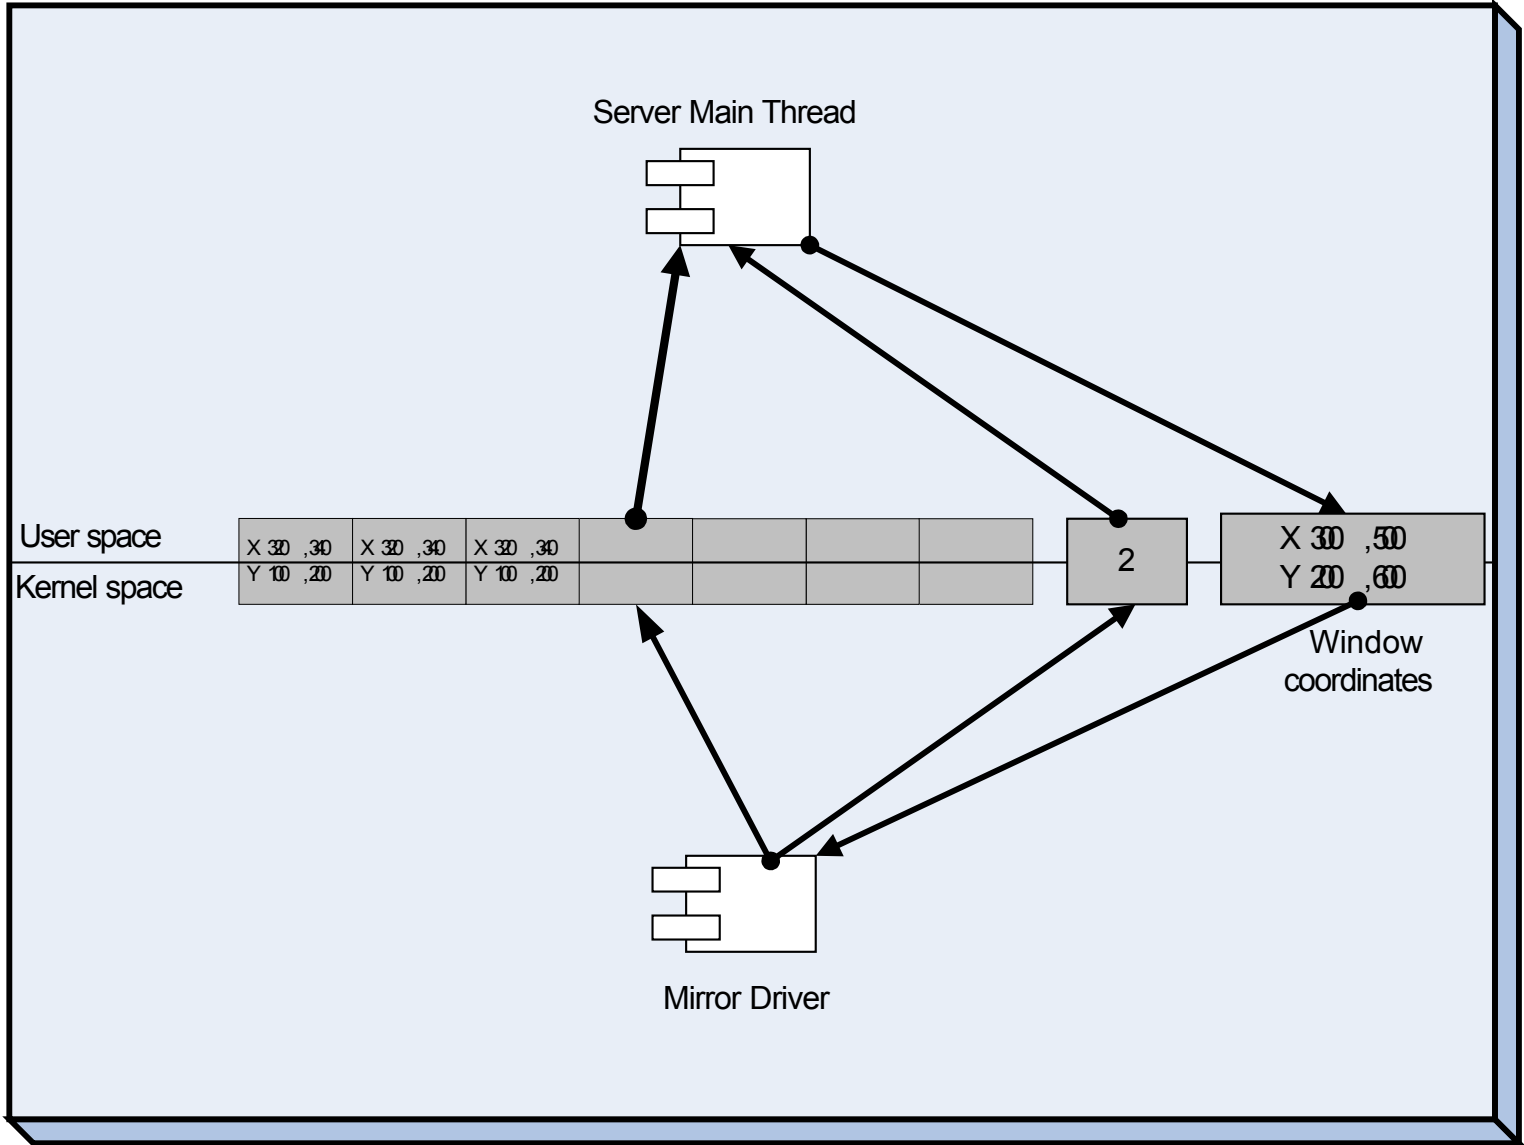 Server Main Thread
User space
Kernel space
X 320 ,340
Y 100 ,200
X 320 ,340
Y 100 ,200
X 320 ,340
Y 100 ,200
2
X 300 ,500
Y 200 ,600
Window
coordinates
Mirror Driver